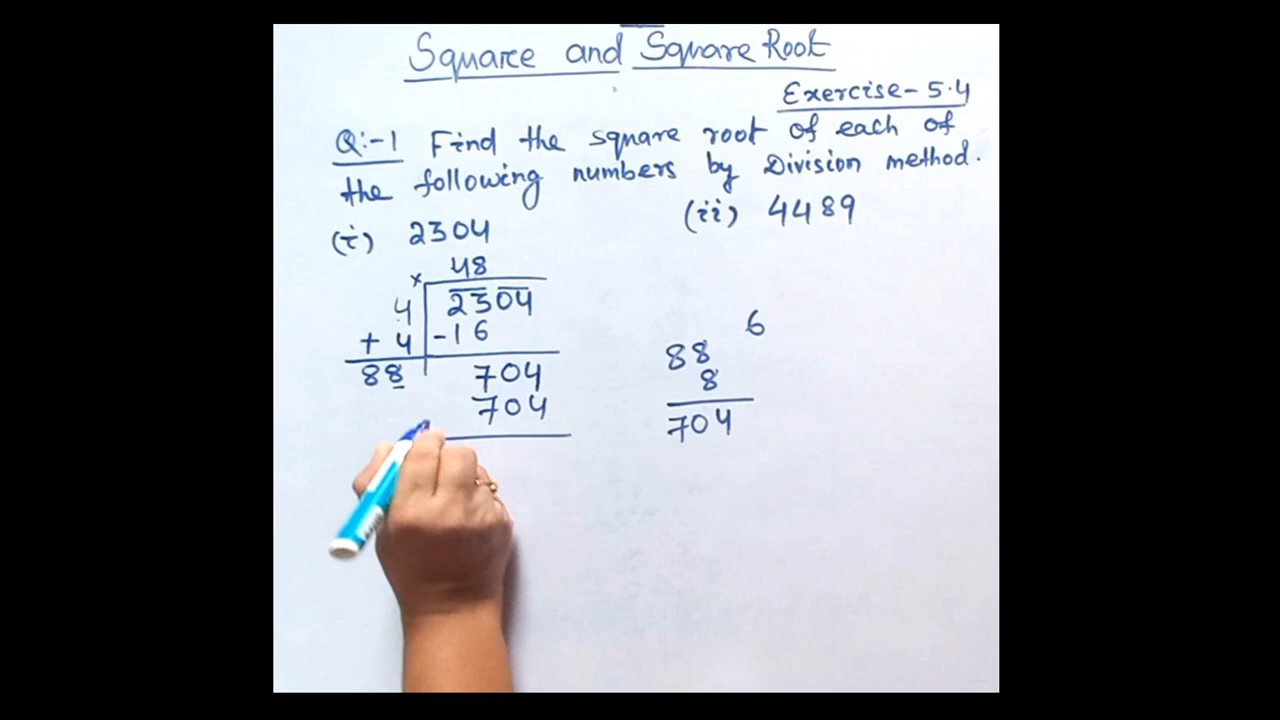 Square and Square Root
Exercise - 5.4
Q:-1 Find the square root of each of
the following numbers by Division method.
(i) 2304
(ii) 4489
48
×
4 2304
+ 4 -16
88 704
704
6
88
8
704